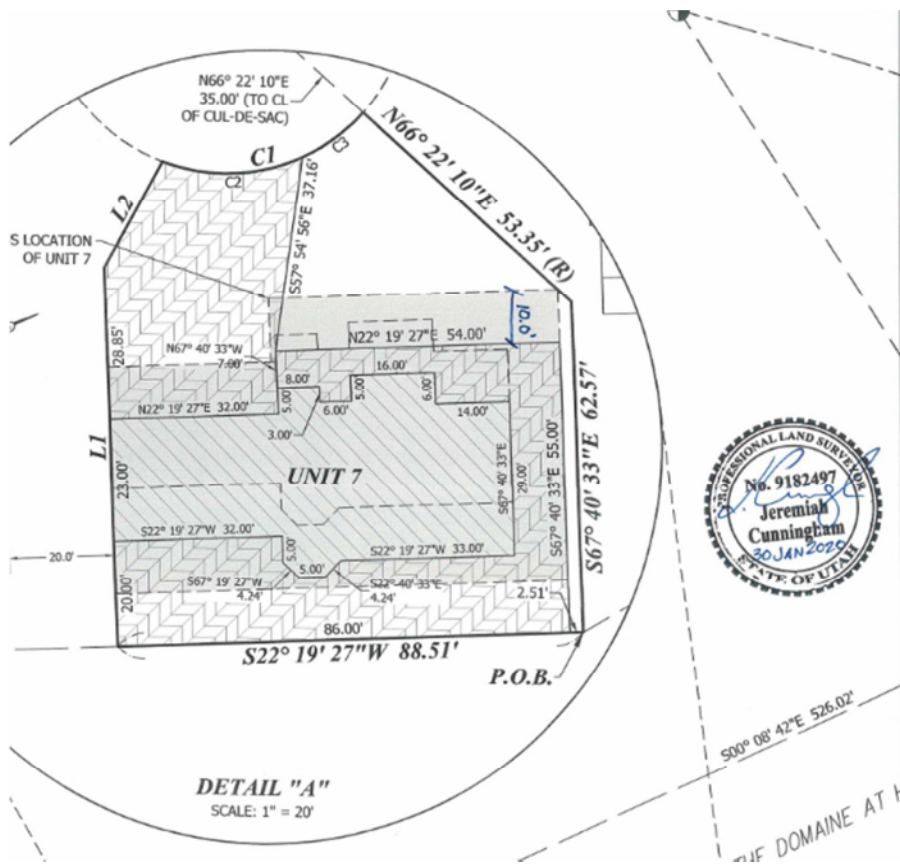 N66° 22' 10"E
35.00' (TO CL
OF CUL-DE-SAC)
C1
C2
C3
N66° 22' 10"E 53.35' (R)
L2
S57° 54' 56"E 37.16'
S LOCATION
OF UNIT 7
10.0'
N22° 19' 27"E 54.00'
28.85'
N67° 40' 33"W
7.00'
16.00'
8.00'
5.00'
5.00'
6.00'
6.00'
14.00'
3.00'
N22° 19' 27"E 32.00'
L1
23.00'
UNIT 7
S67° 40' 33"E
29.00'
S67° 40' 33"E 55.00'
S67° 40' 33"E 62.57'
S22° 19' 27"W 32.00'
5.00'
5.00'
S22° 19' 27"W 33.00'
20.0'
20.00'
S67° 19' 27"W
4.24'
S22° 40' 33"E
4.24'
2.51'
86.00'
S22° 19' 27"W 88.51'
P.O.B.
PROFESSIONAL LAND SURVEYOR
No. 9182497
Jeremiah
Cunningham
30 JAN 2020
STATE OF UTAH
S00° 08' 42"E 526.02'
DETAIL "A"
SCALE: 1" = 20'
THE DOMAINE AT H